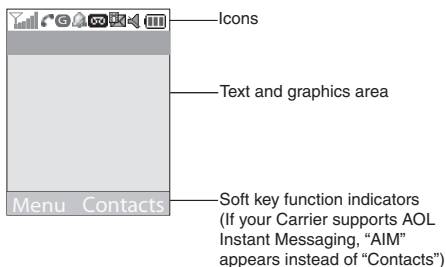 Icons
Text and graphics area
Menu Contacts
Soft key function indicators
(If your Carrier supports AOL
Instant Messaging, “AIM”
appears instead of “Contacts”)